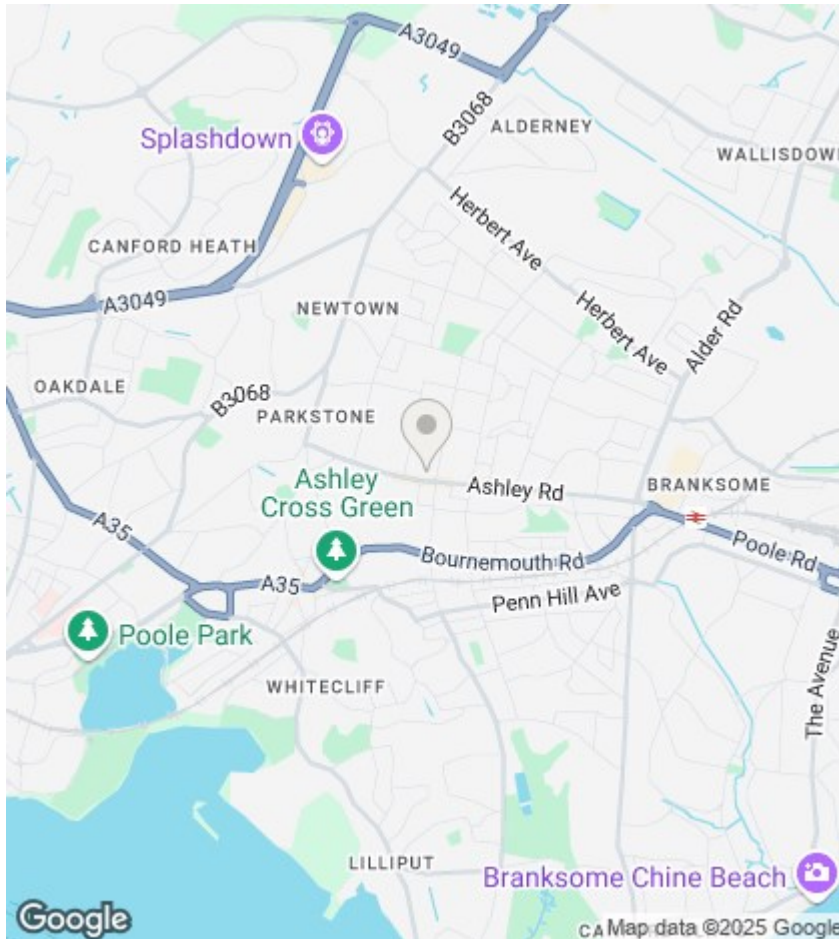 A3049
B3068
ALDERNEY
Splashdown
WALLISDOWN
Herbert Ave
CANFORD HEATH
A3049
NEWTOWN
Herbert Ave
Alder Rd
OAKDALE
B3068
PARKSTONE
Ashley
Cross Green
Ashley Rd
BRANKSOME
A35
Bournemouth Rd
Poole Rd
A35
Penn Hill Ave
Poole Park
The Avenue
WHITECLIFF
LILLIPUT
Branksome Chine Beach
Google
CA
Map data ©2025 Google